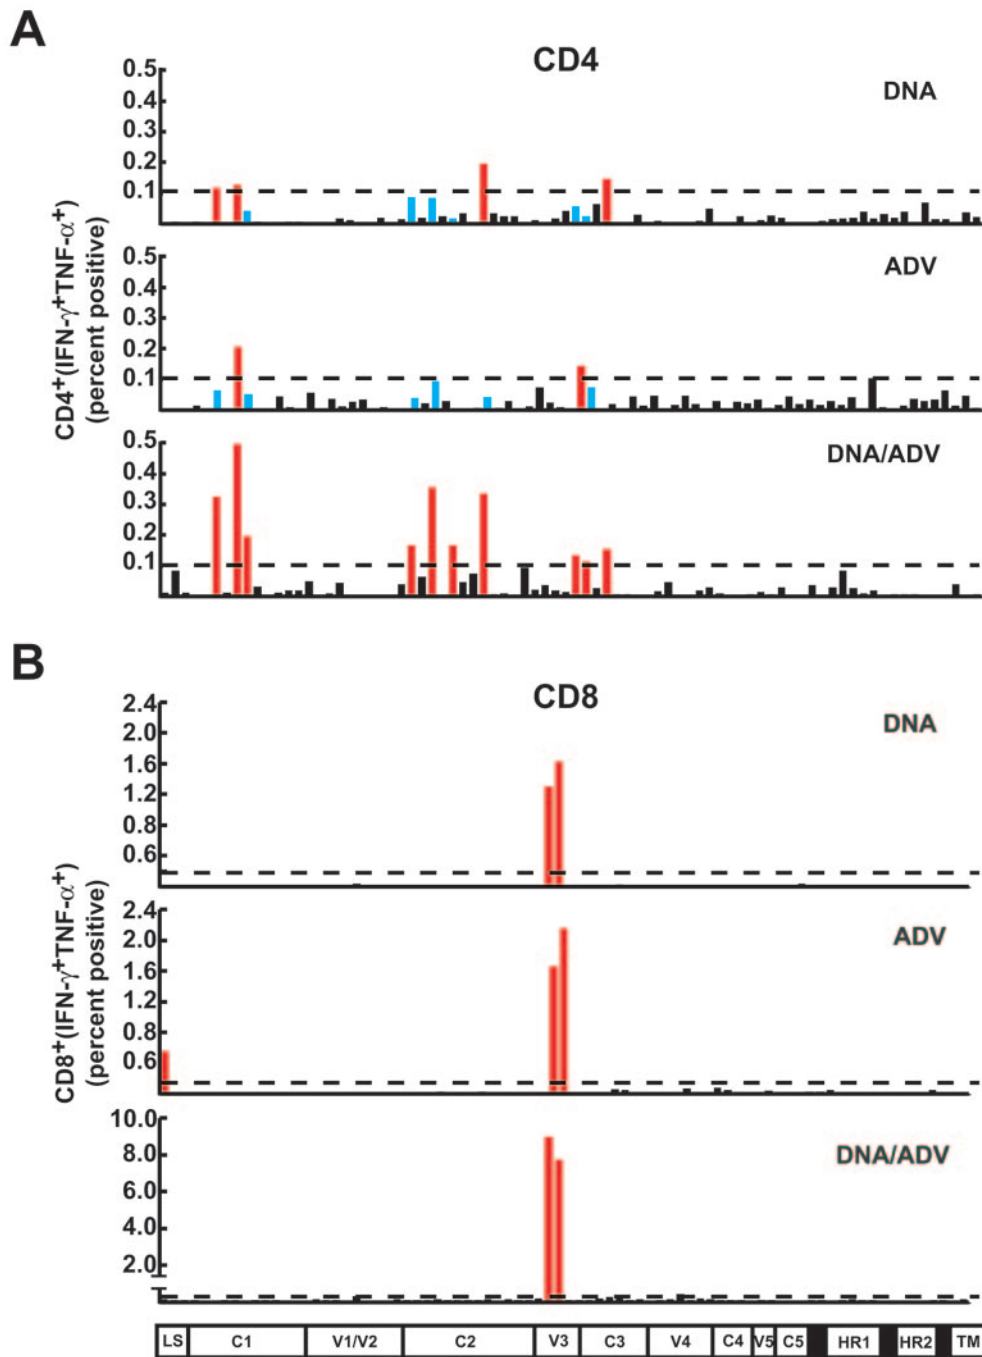 A
CD4
CD4⁺(IFN-γ⁺TNF-α⁺)
(percent positive)
0.5
0.4
0.3
0.2
0.1
DNA
0.5
0.4
0.3
0.2
0.1
ADV
0.5
0.4
0.3
0.2
0.1
DNA/ADV
B
CD8
CD8⁺(IFN-γ⁺TNF-α⁺)
(percent positive)
2.4
2.0
1.6
1.2
0.6
DNA
2.4
2.0
1.6
1.2
0.8
0.6
ADV
10.0
8.0
6.0
4.0
2.0
DNA/ADV
LS C1 V1/V2 C2 V3 C3 V4 C4 V5 C5 HR1 HR2 TM